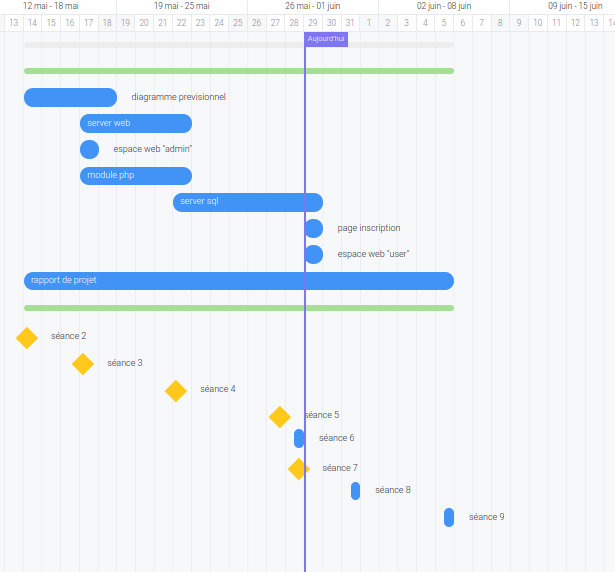 12 mai - 18 mai 19 mai - 25 mai 26 mai - 01 juin 02 juin - 08 juin 09 juin - 15 juin
13 14 15 16 17 18 19 20 21 22 23 24 25 26 27 28 29 30 31 1 2 3 4 5 6 7 8 9 10 11 12 13 14
Aujourd'hui
diagramme previsionnel
server web
espace web "admin"
module php
server sql
page inscription
espace web "user"
rapport de projet
séance 2
séance 3
séance 4
séance 5
séance 6
séance 7
séance 8
séance 9